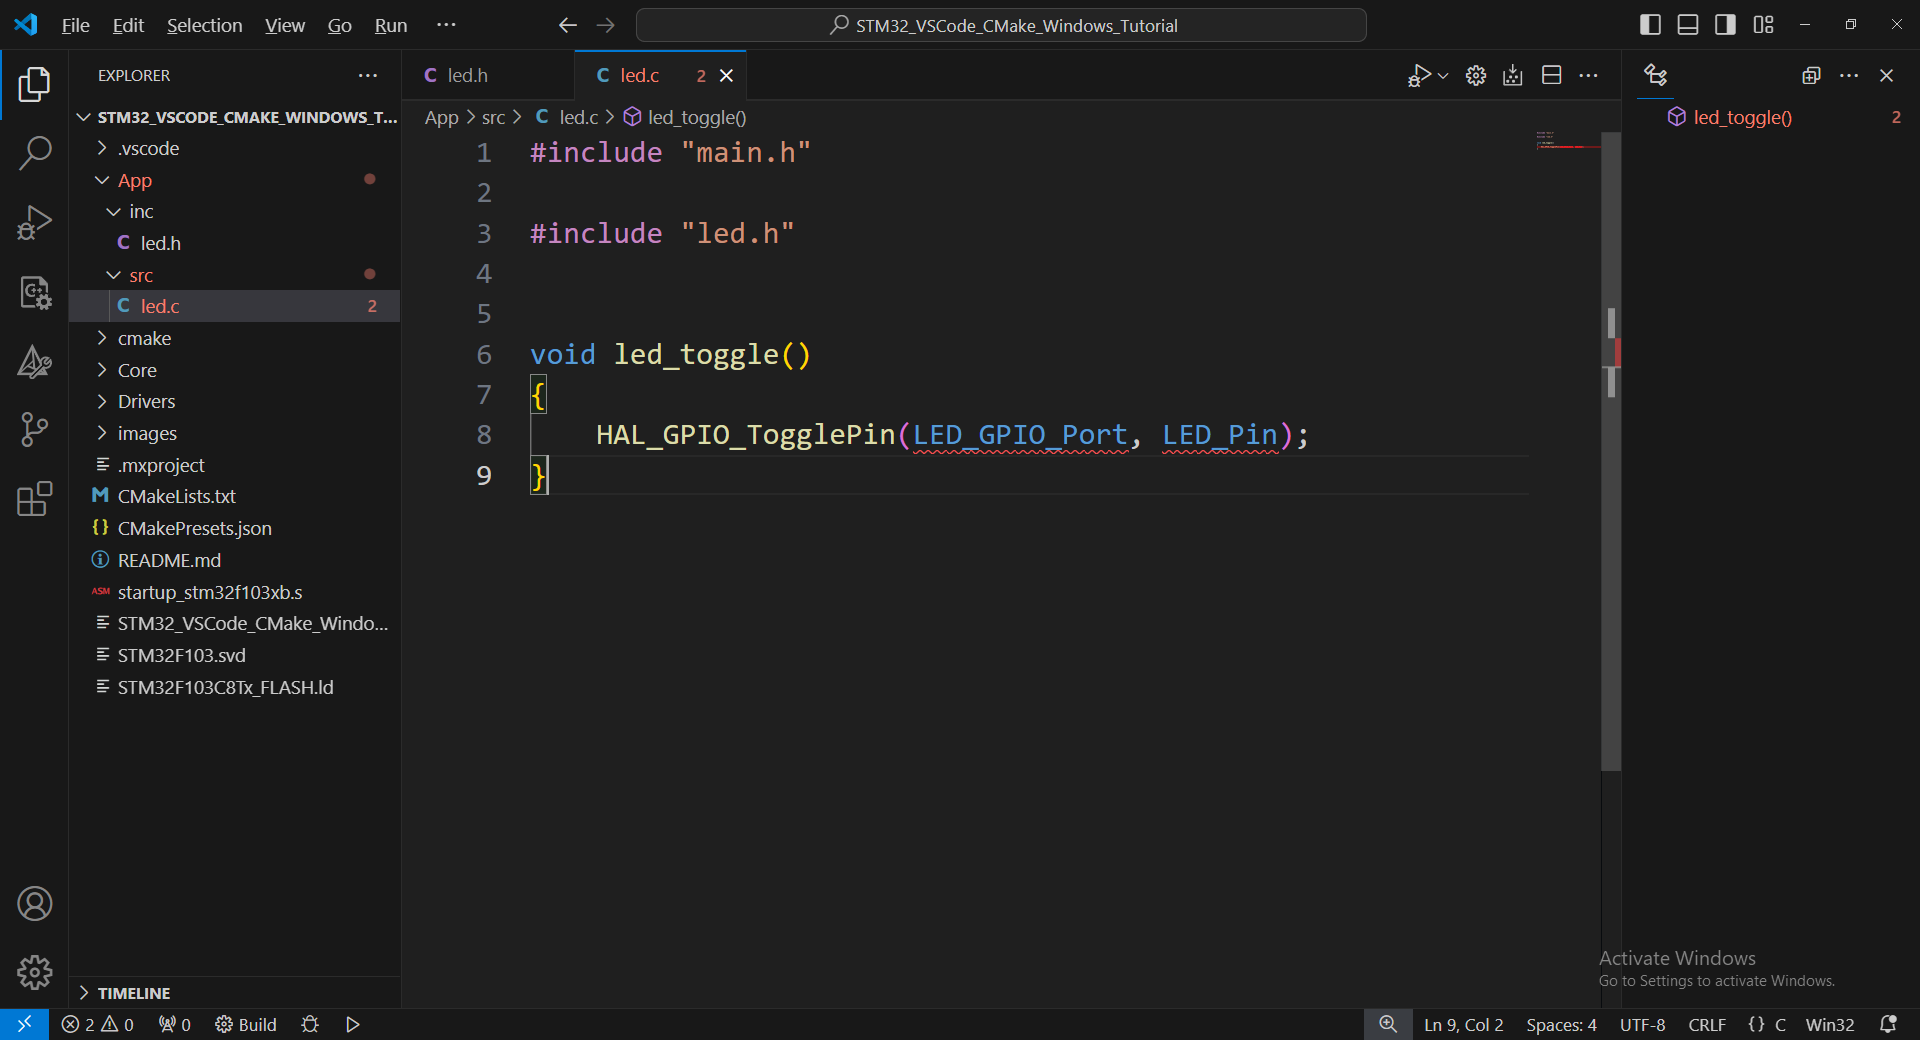 File Edit Selection View Go Run ··· STM32_VSCode_CMake_Windows_Tutorial
EXPLORER ···
STM32_VSCODE_CMAKE_WINDOWS_T...
.vscode
App
inc
C led.h
src
C led.c 2
cmake
Core
Drivers
images
.mxproject
M CMakeLists.txt
{} CMakePresets.json
README.md
ASM startup_stm32f103xb.s
STM32_VSCode_CMake_Windo...
STM32F103.svd
STM32F103C8Tx_FLASH.ld
TIMELINE
C led.h C led.c 2
App > src > C led.c > led_toggle()
1 #include "main.h"
2
3 #include "led.h"
4
5
6 void led_toggle()
7 {
8 HAL_GPIO_TogglePin(LED_GPIO_Port, LED_Pin);
9 }
led_toggle() 2
Activate Windows
Go to Settings to activate Windows.
2 0 0 Build Ln 9, Col 2 Spaces: 4 UTF-8 CRLF {} C Win32